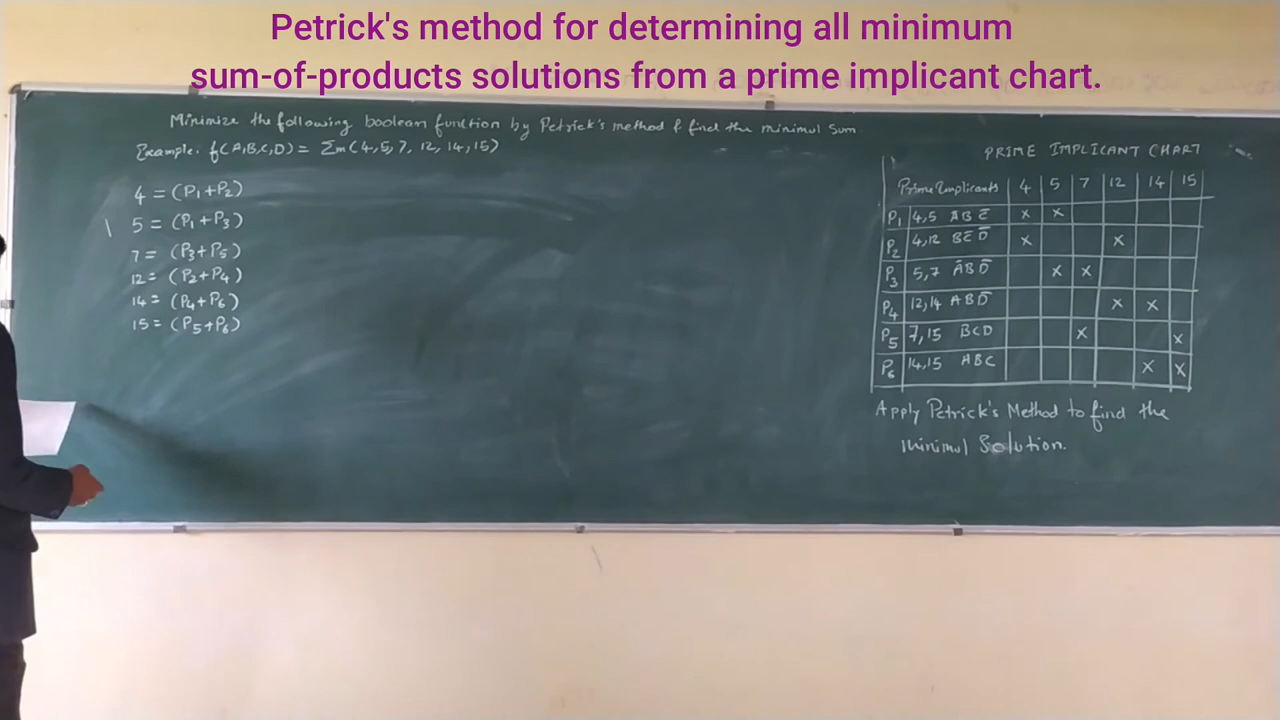 Petrick's method for determining all minimum
sum-of-products solutions from a prime implicant chart.
Minimize the following boolean function by Petrick's method & find the minimul sum
Example: f(A,B,C,D) = Σm(4,5,7,12,14,15)
4 = (P₁+P₂)
5 = (P₁+P₃)
7 = (P₃+P₅)
12 = (P₂+P₄)
14 = (P₄+P₆)
15 = (P₅+P₆)
PRIME IMPLICANT CHART
Prime Implicants 4 5 7 12 14 15
P₁ 4,5 A̅BC̅ x x
P₂ 4,12 BC̅D̅ x x
P₃ 5,7 A̅BD̅ x x
P₄ 12,14 ABD̅ x x
P₅ 7,15 BCD x x
P₆ 14,15 ABC x x
Apply Petrick's Method to find the
minimul Solution.